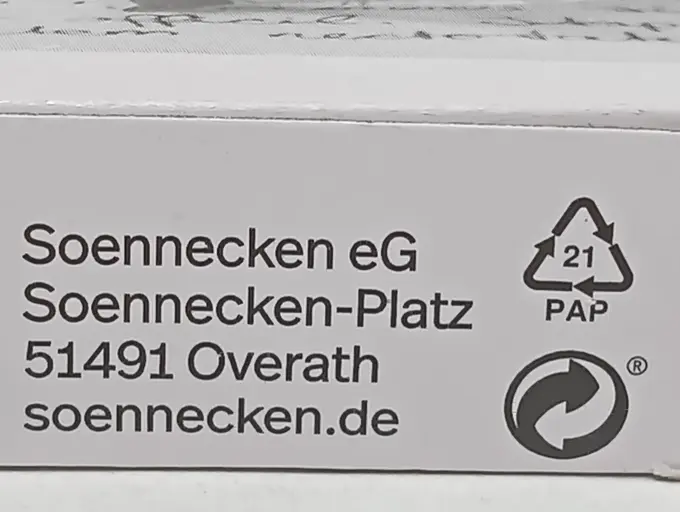 Soennecken eG
Soennecken-Platz
51491 Overath
soennecken.de
21
PAP
®